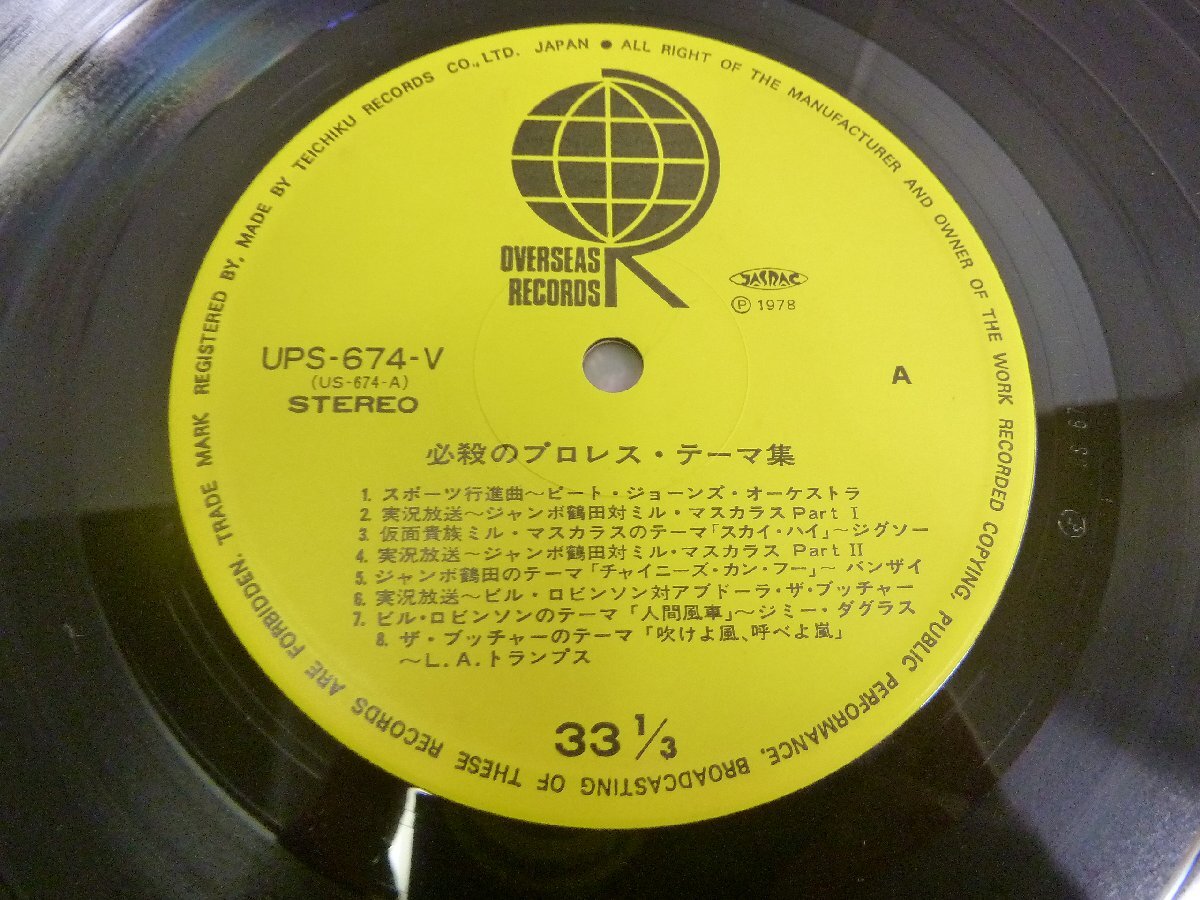 TRADE MARK REGISTERED BY, MADE BY TEICHIKU RECORDS CO., LTD. JAPAN ● ALL RIGHT OF THE MANUFACTURER AND OWNER OF THE WORK RECORDED COPYING, PUBLIC PERFORMANCE, BROADCASTING OF THESE RECORDS ARE FORBIDDEN.
OVERSEAS
RECORDS
R
JASRAC
Ⓟ 1978
UPS-674-V
(US-674-A)
STEREO
A
必殺のプロレス・テーマ集
1. スポーツ行進曲～ピート・ジョーンズ・オーケストラ
2. 実況放送～ジャンボ鶴田対ミル・マスカラス Part I
3. 仮面貴族ミル・マスカラスのテーマ「スカイ・ハイ」～ジグソー
4. 実況放送～ジャンボ鶴田対ミル・マスカラス Part II
5. ジャンボ鶴田のテーマ「チャイニーズ・カン・フー」～ バンザイ
6. 実況放送～ビル・ロビンソン対アブドーラ・ザ・ブッチャー
7. ビル・ロビンソンのテーマ「人間風車」～ジミー・ダグラス
8. ザ・ブッチャーのテーマ「吹けよ風、呼べよ嵐」
～L.A.トランプス
33 1/3